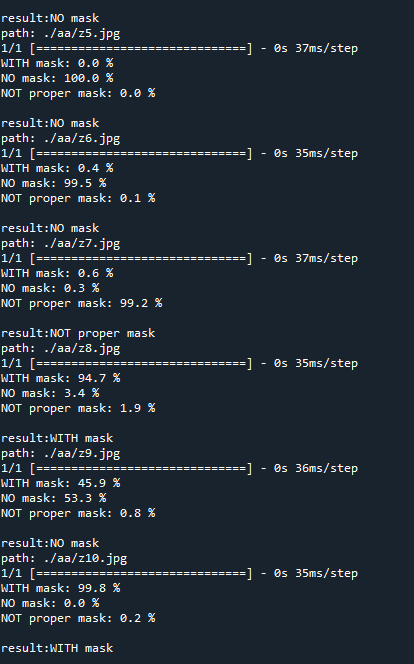 result:NO mask
path: ./aa/z5.jpg
1/1 [==============================] - 0s 37ms/step
WITH mask: 0.0 %
NO mask: 100.0 %
NOT proper mask: 0.0 %
result:NO mask
path: ./aa/z6.jpg
1/1 [==============================] - 0s 35ms/step
WITH mask: 0.4 %
NO mask: 99.5 %
NOT proper mask: 0.1 %
result:NO mask
path: ./aa/z7.jpg
1/1 [==============================] - 0s 37ms/step
WITH mask: 0.6 %
NO mask: 0.3 %
NOT proper mask: 99.2 %
result:NOT proper mask
path: ./aa/z8.jpg
1/1 [==============================] - 0s 35ms/step
WITH mask: 94.7 %
NO mask: 3.4 %
NOT proper mask: 1.9 %
result:WITH mask
path: ./aa/z9.jpg
1/1 [==============================] - 0s 36ms/step
WITH mask: 45.9 %
NO mask: 53.3 %
NOT proper mask: 0.8 %
result:NO mask
path: ./aa/z10.jpg
1/1 [==============================] - 0s 35ms/step
WITH mask: 99.8 %
NO mask: 0.0 %
NOT proper mask: 0.2 %
result:WITH mask